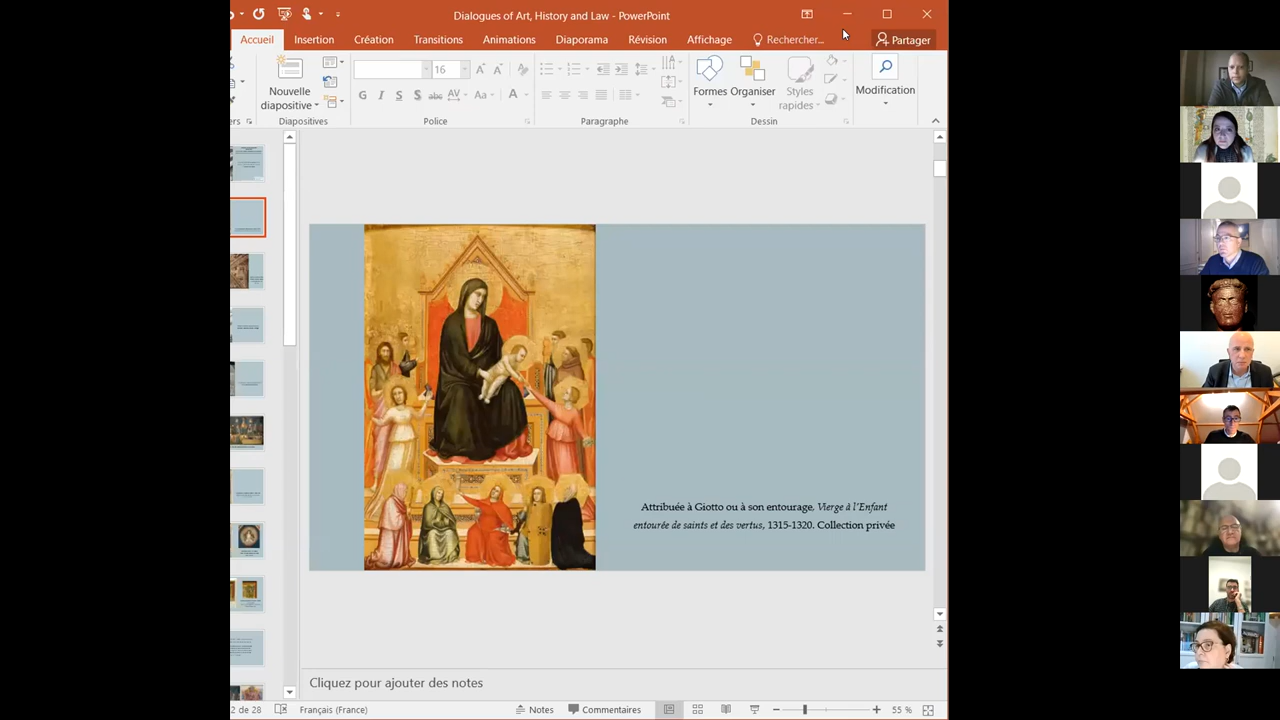 Dialogues of Art, History and Law - PowerPoint
Accueil Insertion Création Transitions Animations Diaporama Révision Affichage Rechercher... Partager
16
G I S S abc AV Aa A
Nouvelle
diapositive
Formes Organiser Styles
rapides Modification
Diapositives Police Paragraphe Dessin
Attribuée à Giotto ou à son entourage, Vierge à l'Enfant
entourée de saints et des vertus, 1315-1320. Collection privée
Cliquez pour ajouter des notes
2 de 28 Français (France) Notes Commentaires 55 %